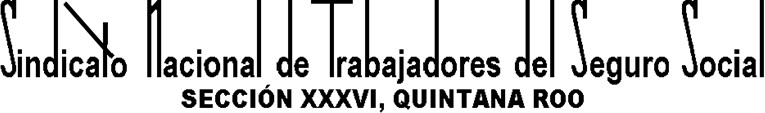 Sindicato Nacional de Trabajadores del Seguro Social
SECCIÓN XXXVI, QUINTANA ROO